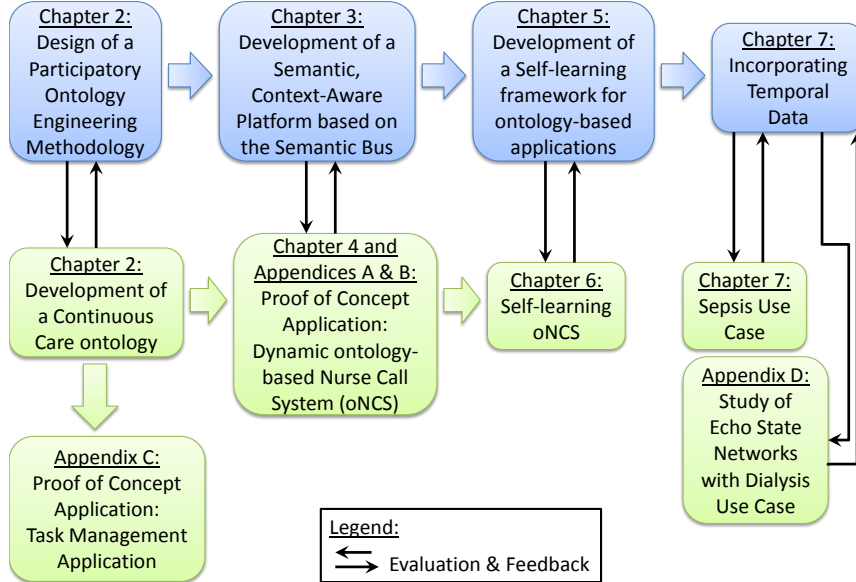 Chapter 2:
Design of a
Participatory
Ontology
Engineering
Methodology
Chapter 3:
Development of a
Semantic,
Context-Aware
Platform based on
the Semantic Bus
Chapter 5:
Development of
a Self-learning
framework for
ontology-based
applications
Chapter 7:
Incorporating
Temporal
Data
Chapter 2:
Development of
a Continuous
Care ontology
Chapter 4 and
Appendices A & B:
Proof of Concept
Application:
Dynamic ontology-
based Nurse Call
System (oNCS)
Chapter 6:
Self-learning
oNCS
Chapter 7:
Sepsis Use
Case
Appendix D:
Study of
Echo State
Networks
with Dialysis
Use Case
Appendix C:
Proof of Concept
Application:
Task Management
Application
Legend:
Evaluation & Feedback